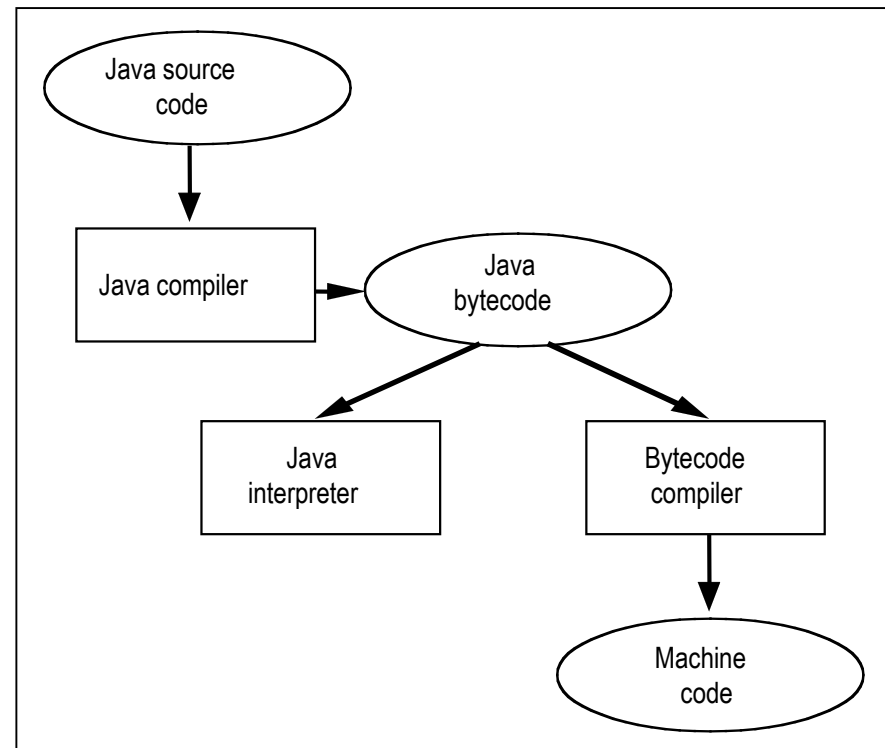 Java source
code
Java compiler
Java
bytecode
Java
interpreter
Bytecode
compiler
Machine
code